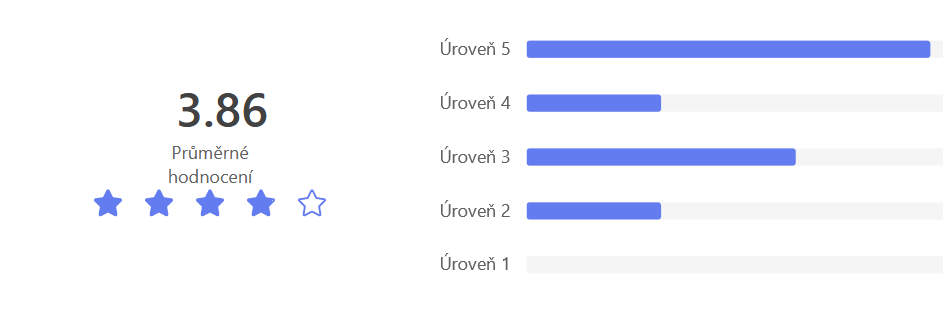 3.86
Průměrné
hodnocení
Úroveň 5
Úroveň 4
Úroveň 3
Úroveň 2
Úroveň 1